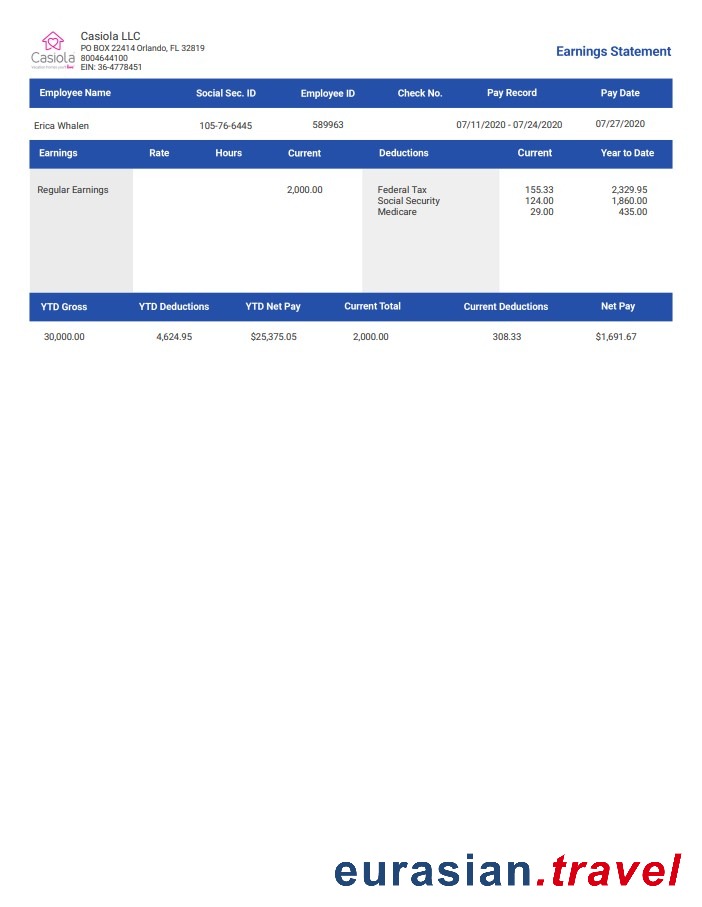 Casiola LLC
PO BOX 22414 Orlando, FL 32819
8004644100
EIN: 36-4778451
Casiola
Earnings Statement
Employee Name Social Sec. ID Employee ID Check No. Pay Record Pay Date
Erica Whalen 105-76-6445 589963 07/11/2020 - 07/24/2020 07/27/2020
Earnings Rate Hours Current Deductions Current Year to Date
Regular Earnings 2,000.00 Federal Tax 155.33 2,329.95
Social Security 124.00 1,860.00
Medicare 29.00 435.00
YTD Gross YTD Deductions YTD Net Pay Current Total Current Deductions Net Pay
30,000.00 4,624.95 $25,375.05 2,000.00 308.33 $1,691.67
eurasian.travel